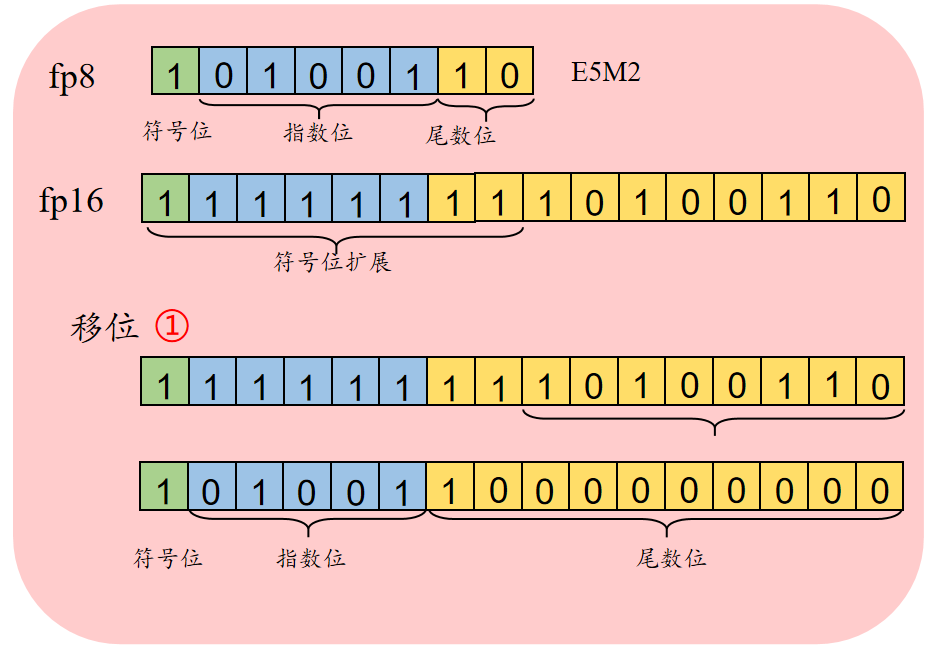 fp8 1 0 1 0 0 1 1 0 E5M2
符号位 指数位 尾数位
fp16 1 1 1 1 1 1 1 1 1 0 1 0 0 1 1 0
符号位扩展
移位 ①
1 1 1 1 1 1 1 1 1 0 1 0 0 1 1 0
1 0 1 0 0 1 1 0 0 0 0 0 0 0 0 0
符号位 指数位 尾数位